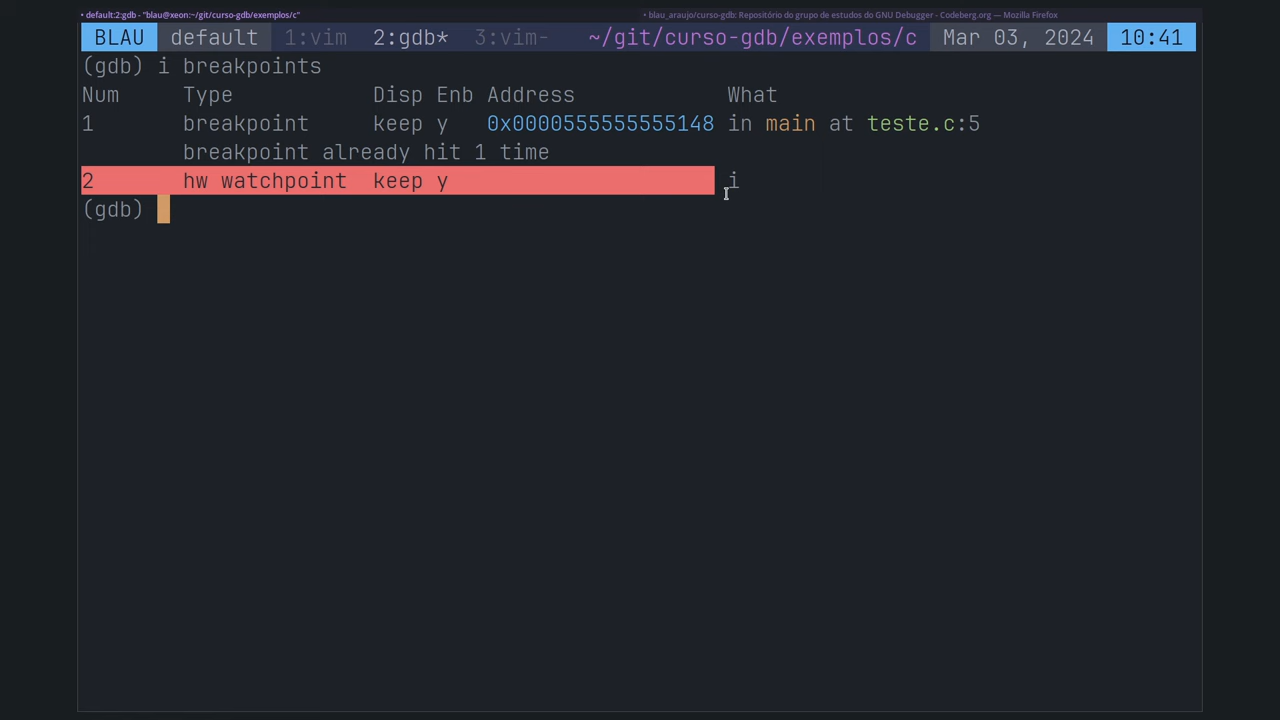 • default:2:gdb - "blau@xeon:~/git/curso-gdb/exemplos/c"
• blau_araujo/curso-gdb: Repositório do grupo de estudos do GNU Debugger - Codeberg.org — Mozilla Firefox
BLAU default 1:vim 2:gdb* 3:vim- ~/git/curso-gdb/exemplos/c Mar 03, 2024 10:41
(gdb) i breakpoints
Num Type Disp Enb Address What
1 breakpoint keep y 0x0000555555555148 in main at teste.c:5
breakpoint already hit 1 time
2 hw watchpoint keep y i
(gdb)